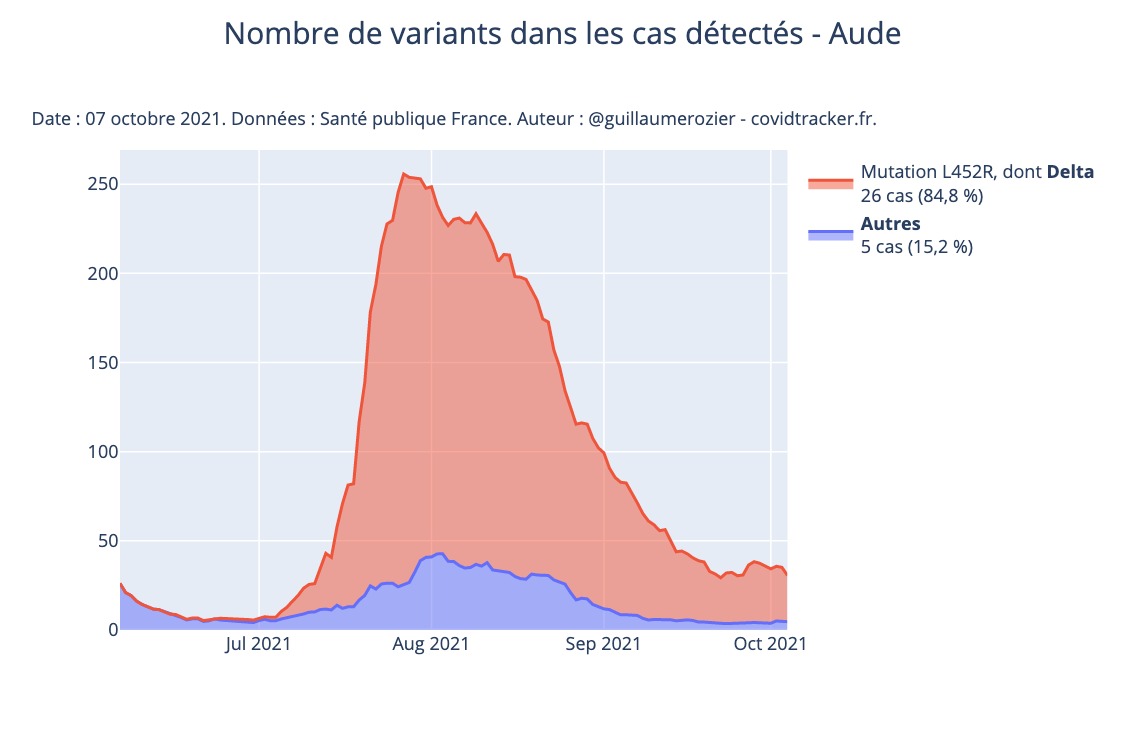 Nombre de variants dans les cas détectés - Aude
Date : 07 octobre 2021. Données : Santé publique France. Auteur : @guillaumerozier - covidtracker.fr.
Mutation L452R, dont Delta
26 cas (84,8 %)
Autres
5 cas (15,2 %)
250
200
150
100
50
0
Jul 2021
Aug 2021
Sep 2021
Oct 2021